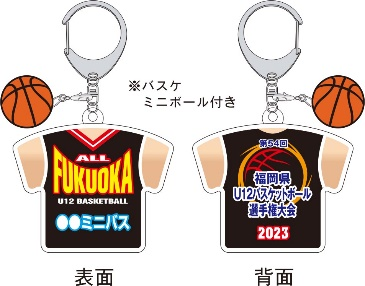 ※バスケ
ミニボール付き
ALL
FUKUOKA
U12 BASKETBALL
●●ミニバス
表面
第54回
福岡県
U12バスケットボール
選手権大会
2023
背面